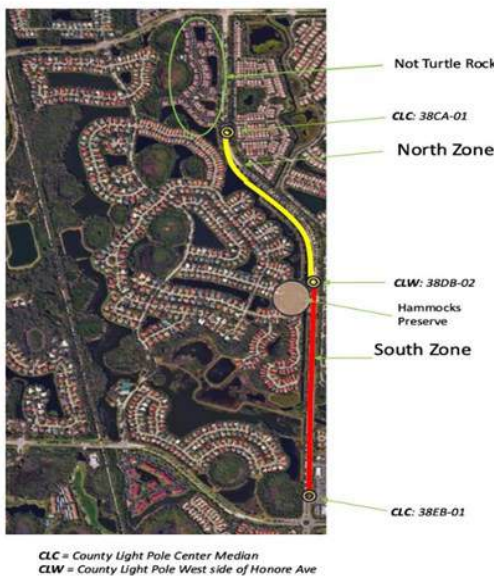 Not Turtle Rock
CLC: 38CA-01
North Zone
CLW: 38DB-02
Hammocks
Preserve
South Zone
CLC: 38EB-01
CLC = County Light Pole Center Median
CLW = County Light Pole West side of Honore Ave